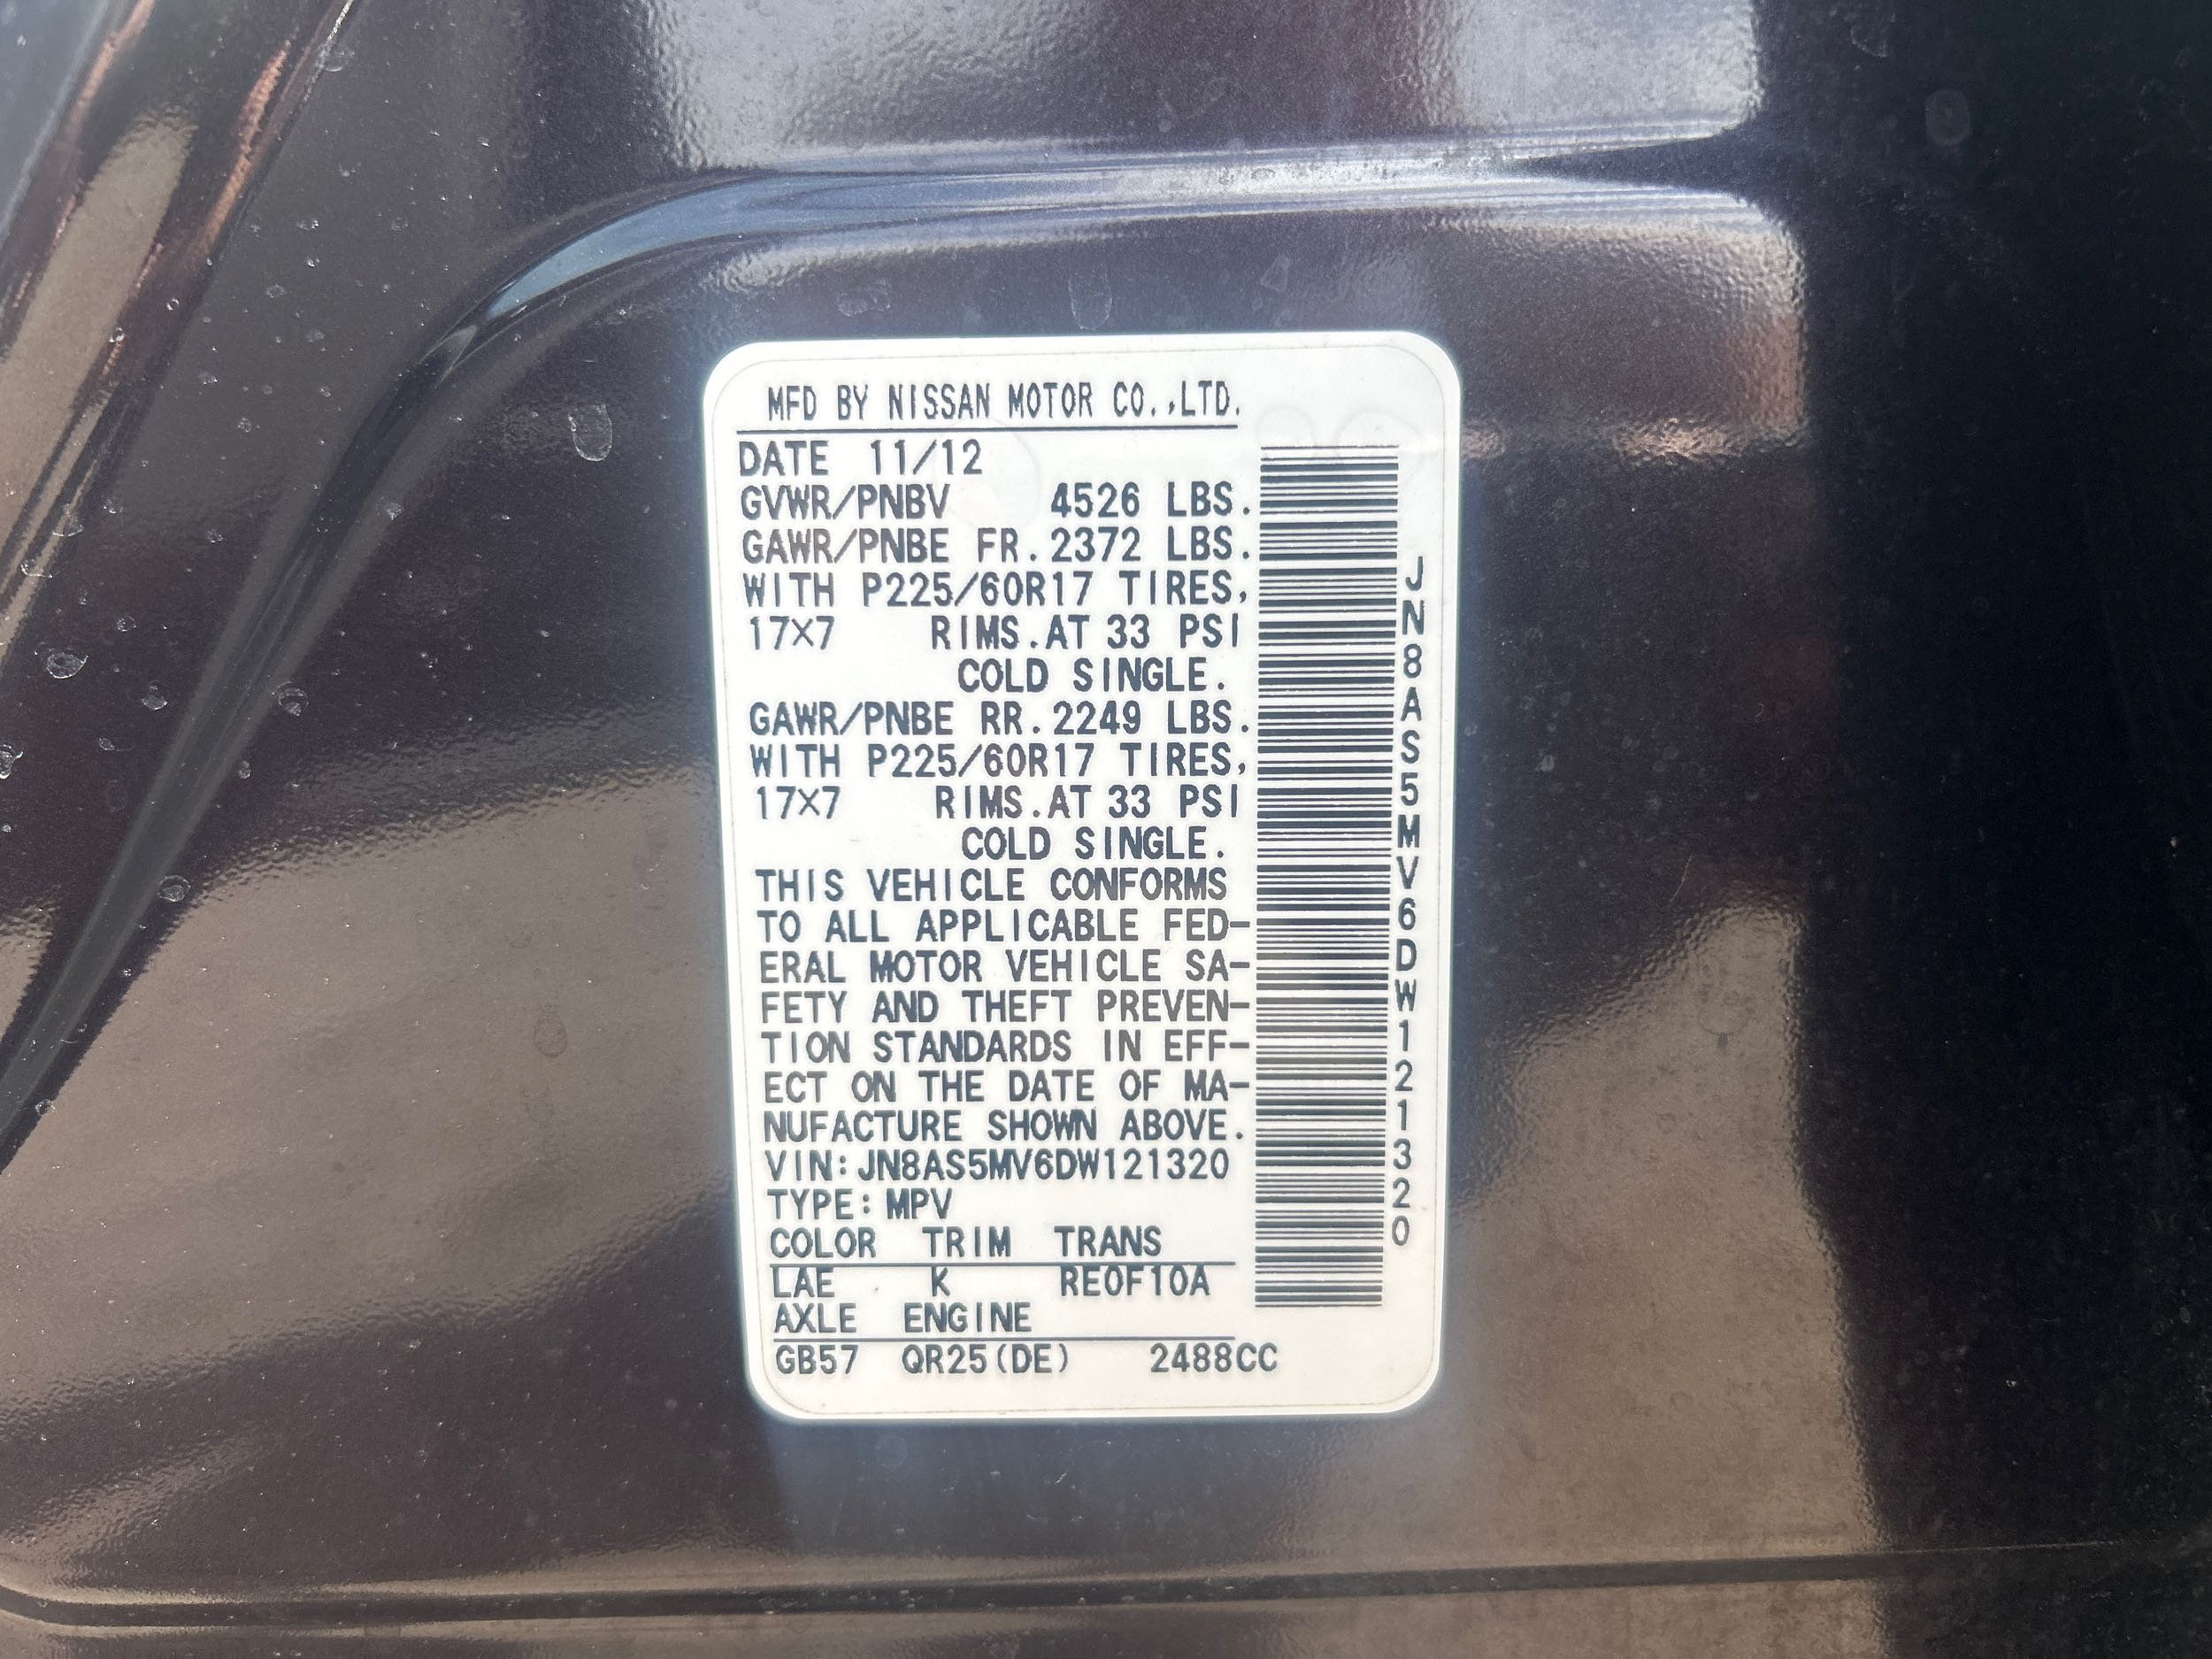 MFD BY NISSAN MOTOR CO.,LTD.
DATE 11/12
GVWR/PNBV 4526 LBS.
GAWR/PNBE FR.2372 LBS.
WITH P225/60R17 TIRES,
17×7 RIMS.AT 33 PSI
COLD SINGLE.
GAWR/PNBE RR.2249 LBS.
WITH P225/60R17 TIRES,
17×7 RIMS.AT 33 PSI
COLD SINGLE.
THIS VEHICLE CONFORMS
TO ALL APPLICABLE FED-
ERAL MOTOR VEHICLE SA-
FETY AND THEFT PREVEN-
TION STANDARDS IN EFF-
ECT ON THE DATE OF MA-
NUFACTURE SHOWN ABOVE.
VIN:JN8AS5MV6DW121320
TYPE:MPV
COLOR TRIM TRANS
LAE K RE0F10A
AXLE ENGINE
GB57 QR25(DE) 2488CC
JN8AS5MV6DW121320